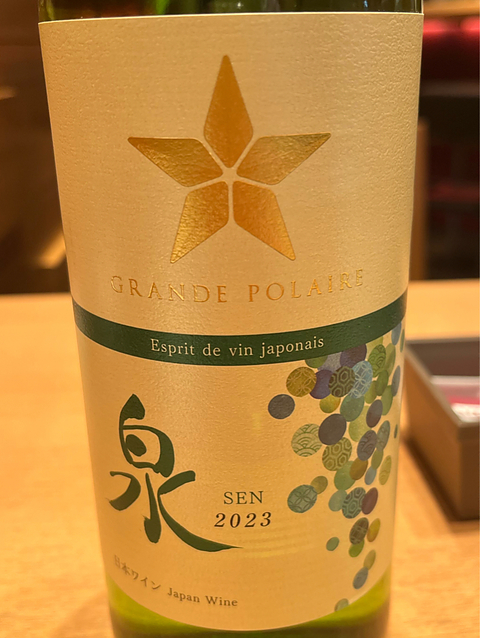 GRANDE POLAIRE
Esprit de vin japonais
泉
SEN
2023
日本ワイン Japan Wine